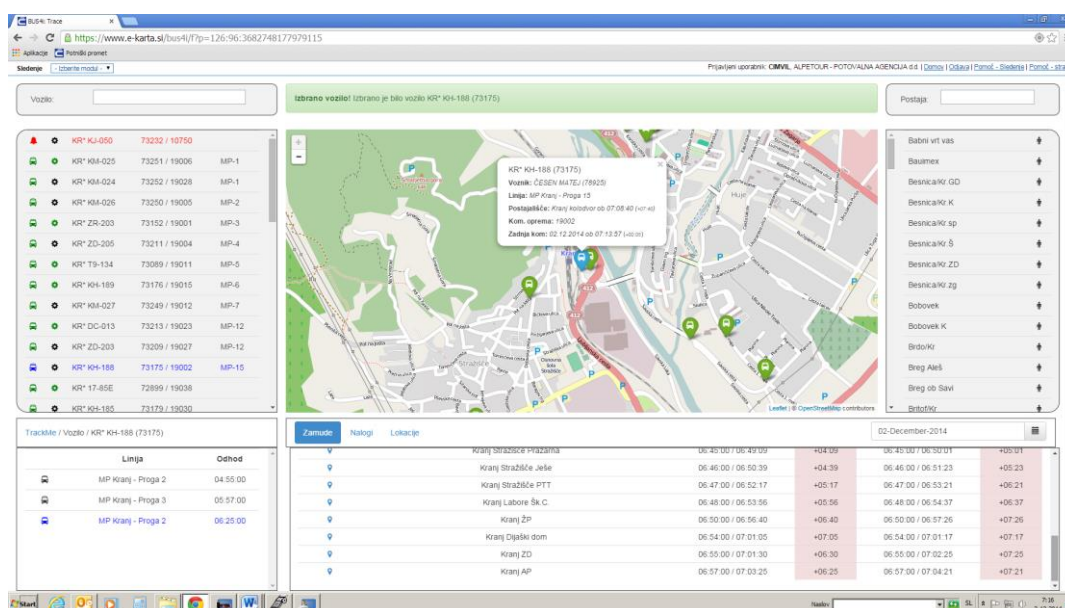 BUS4i: Trace
https://www.e-karta.si/bus4i/f?p=126:96:3682748177979115
Aplikacije Potniški promet
Sledenje - Izberite modul -
Prijavljeni uporabnik: CIMVIL, ALPETOUR - POTOVALNA AGENCIJA d.d. | Domov | Odjava | Pomoč - Sledenje | Pomoč - stra
Vozilo:
Izbrano vozilo! Izbrano je bilo vozilo KR* KH-188 (73175)
Postaja:
KR* KJ-050 73232 / 10750
KR* KM-025 73251 / 19006 MP-1
KR* KM-024 73252 / 19028 MP-1
KR* KM-026 73250 / 19005 MP-2
KR* ZR-203 73152 / 19001 MP-3
KR* ZD-205 73211 / 19004 MP-4
KR* T9-134 73089 / 19011 MP-5
KR* KH-189 73176 / 19015 MP-6
KR* KM-027 73249 / 19012 MP-7
KR* DC-013 73213 / 19023 MP-12
KR* ZD-203 73209 / 19027 MP-12
KR* KH-188 73175 / 19002 MP-15
KR* 17-85E 72899 / 19038
KR* KH-185 73179 / 19030
KR* KH-188 (73175)
Voznik: ČESEN MATEJ (78925)
Linija: MP Kranj - Proga 15
Postajališče: Kranj kolodvor ob 07:08:40 (+07:40)
Kom. oprema: 19002
Zadnja kom: 02.12.2014 ob 07:13:57
Huje
412
412
412
Stražišče
Leaflet | © OpenStreetMap contributors
Babni vrt vas
Bauimex
Besnica/Kr.GD
Besnica/Kr.K
Besnica/Kr.sp
Besnica/Kr.Š
Besnica/Kr.ZD
Besnica/Kr.zg
Bobovek
Bobovek K
Brdo/Kr
Breg Aleš
Breg ob Savi
Britof/Kr
TrackMe / Vozilo / KR* KH-188 (73175)
Linija Odhod
MP Kranj - Proga 2 04:55:00
MP Kranj - Proga 3 05:57:00
MP Kranj - Proga 2 06:25:00
Zamude Nalogi Lokacije
02-December-2014
Kranj Stražišče Pražarna 06:45:00 / 06:49:09 +04:09 06:45:00 / 06:50:01 +05:01
Kranj Stražišče Ješe 06:46:00 / 06:50:39 +04:39 06:46:00 / 06:51:23 +05:23
Kranj Stražišče PTT 06:47:00 / 06:52:17 +05:17 06:47:00 / 06:53:21 +06:21
Kranj Labore Šk.C. 06:48:00 / 06:53:56 +05:56 06:48:00 / 06:54:37 +06:37
Kranj ŽP 06:50:00 / 06:56:40 +06:40 06:50:00 / 06:57:26 +07:26
Kranj Dijaški dom 06:54:00 / 07:01:05 +07:05 06:54:00 / 07:01:17 +07:17
Kranj ZD 06:55:00 / 07:01:30 +06:30 06:55:00 / 07:02:25 +07:25
Kranj AP 06:57:00 / 07:03:25 +06:25 06:57:00 / 07:04:21 +07:21
Start
Naslov
SL
7:16